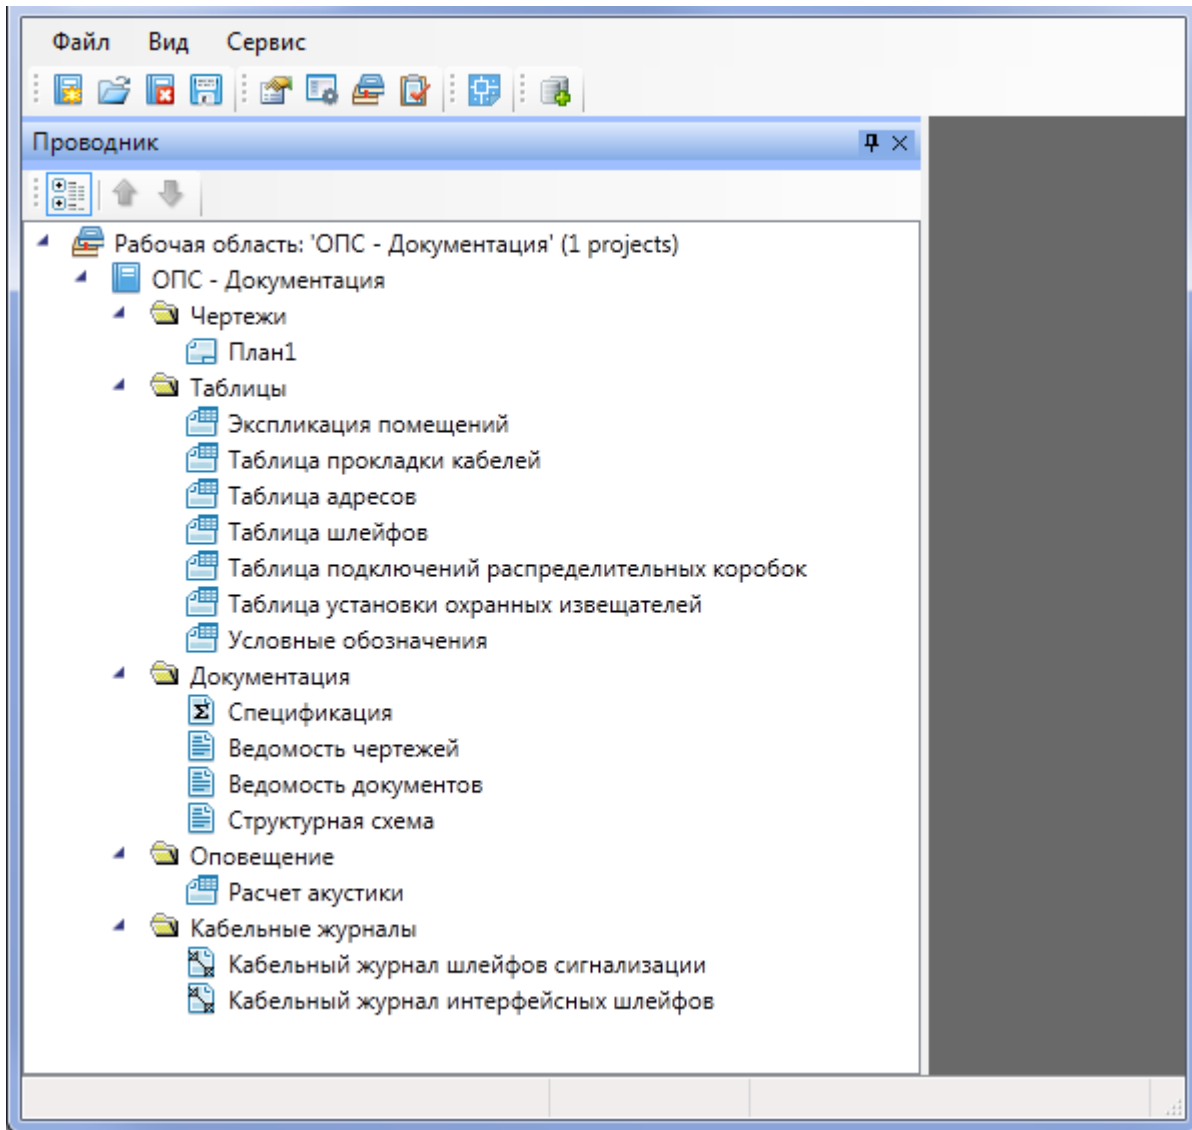 Файл Вид Сервис
Проводник
Рабочая область: 'ОПС - Документация' (1 projects)
ОПС - Документация
Чертежи
План1
Таблицы
Экспликация помещений
Таблица прокладки кабелей
Таблица адресов
Таблица шлейфов
Таблица подключений распределительных коробок
Таблица установки охранных извещателей
Условные обозначения
Документация
Спецификация
Ведомость чертежей
Ведомость документов
Структурная схема
Оповещение
Расчет акустики
Кабельные журналы
Кабельный журнал шлейфов сигнализации
Кабельный журнал интерфейсных шлейфов